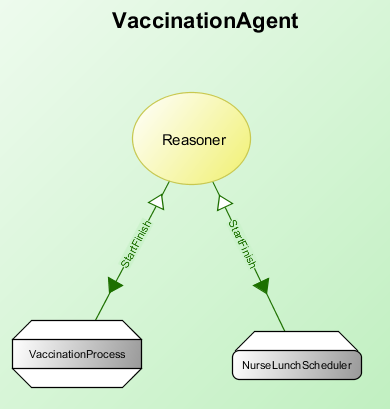 VaccinationAgent
Reasoner
StartFinish
StartFinish
VaccinationProcess
NurseLunchScheduler